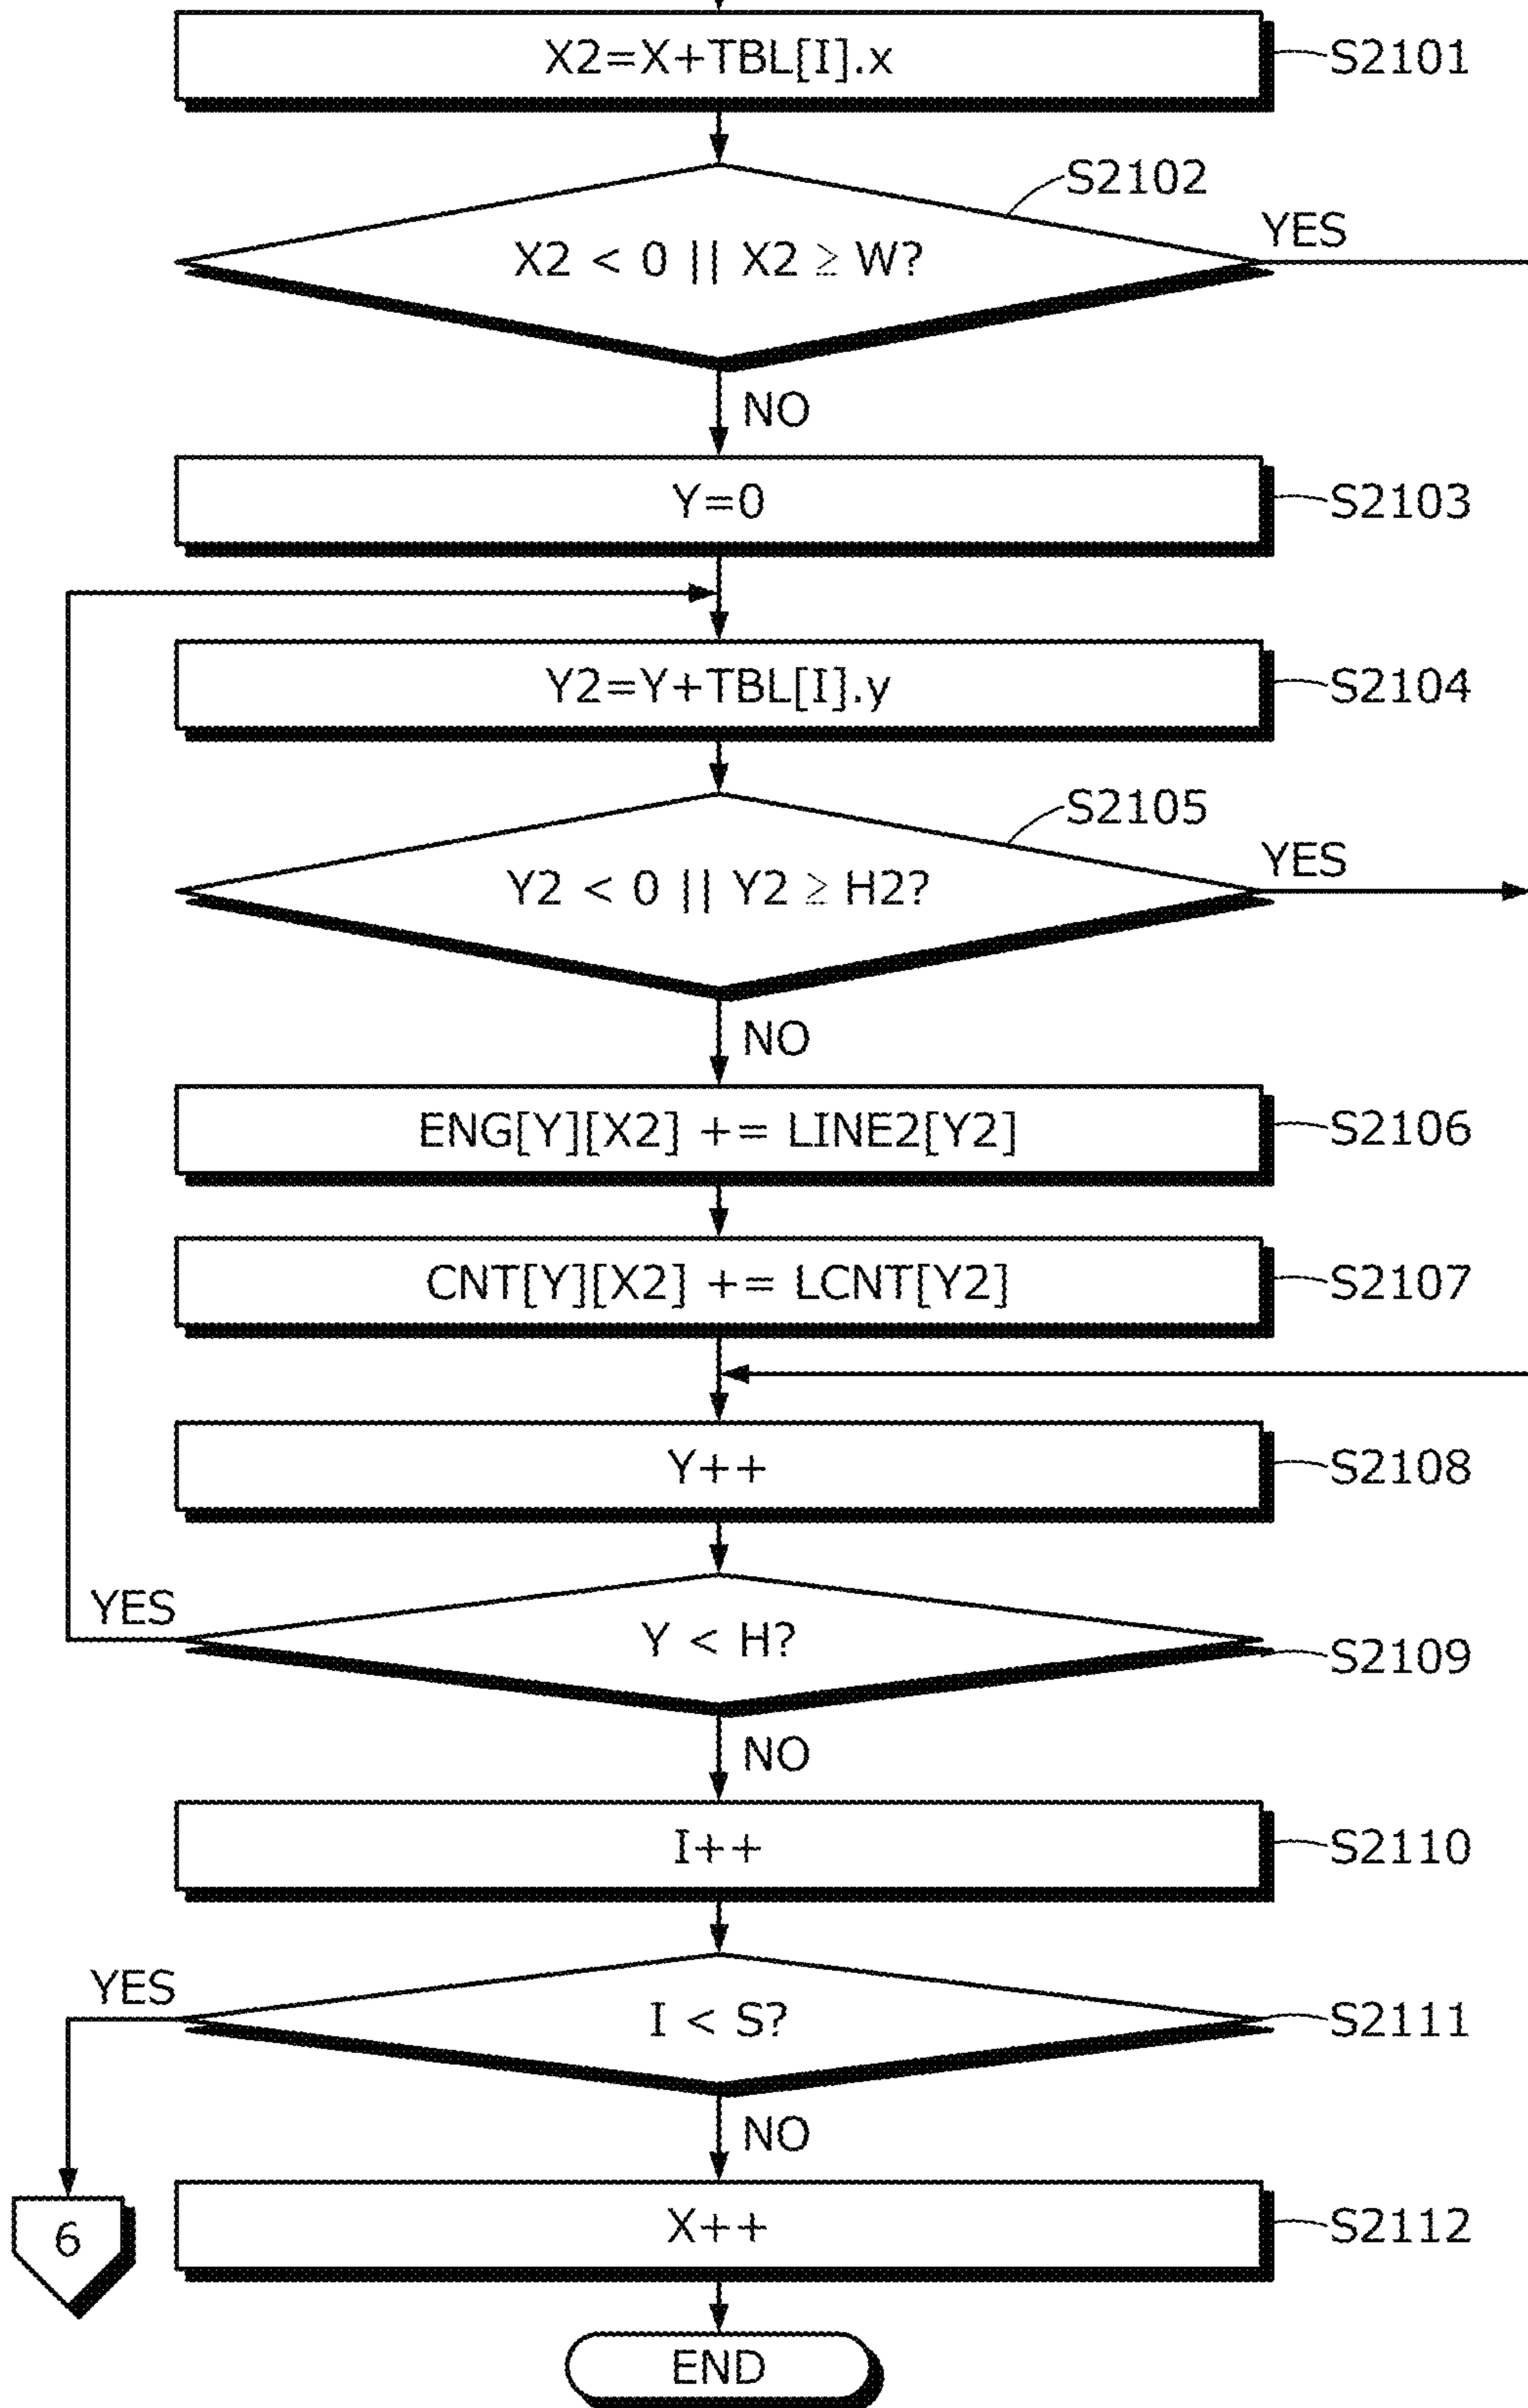 X2=X+TBL[I].x
S2101
S2102
X2 < 0 || X2 ≧ W?
YES
NO
Y=0
S2103
Y2=Y+TBL[I].y
S2104
S2105
Y2 < 0 || Y2 ≧ H2?
YES
NO
ENG[Y][X2] += LINE2[Y2]
S2106
CNT[Y][X2] += LCNT[Y2]
S2107
Y++
S2108
YES
Y < H?
S2109
NO
I++
S2110
YES
I < S?
S2111
NO
6
X++
S2112
END